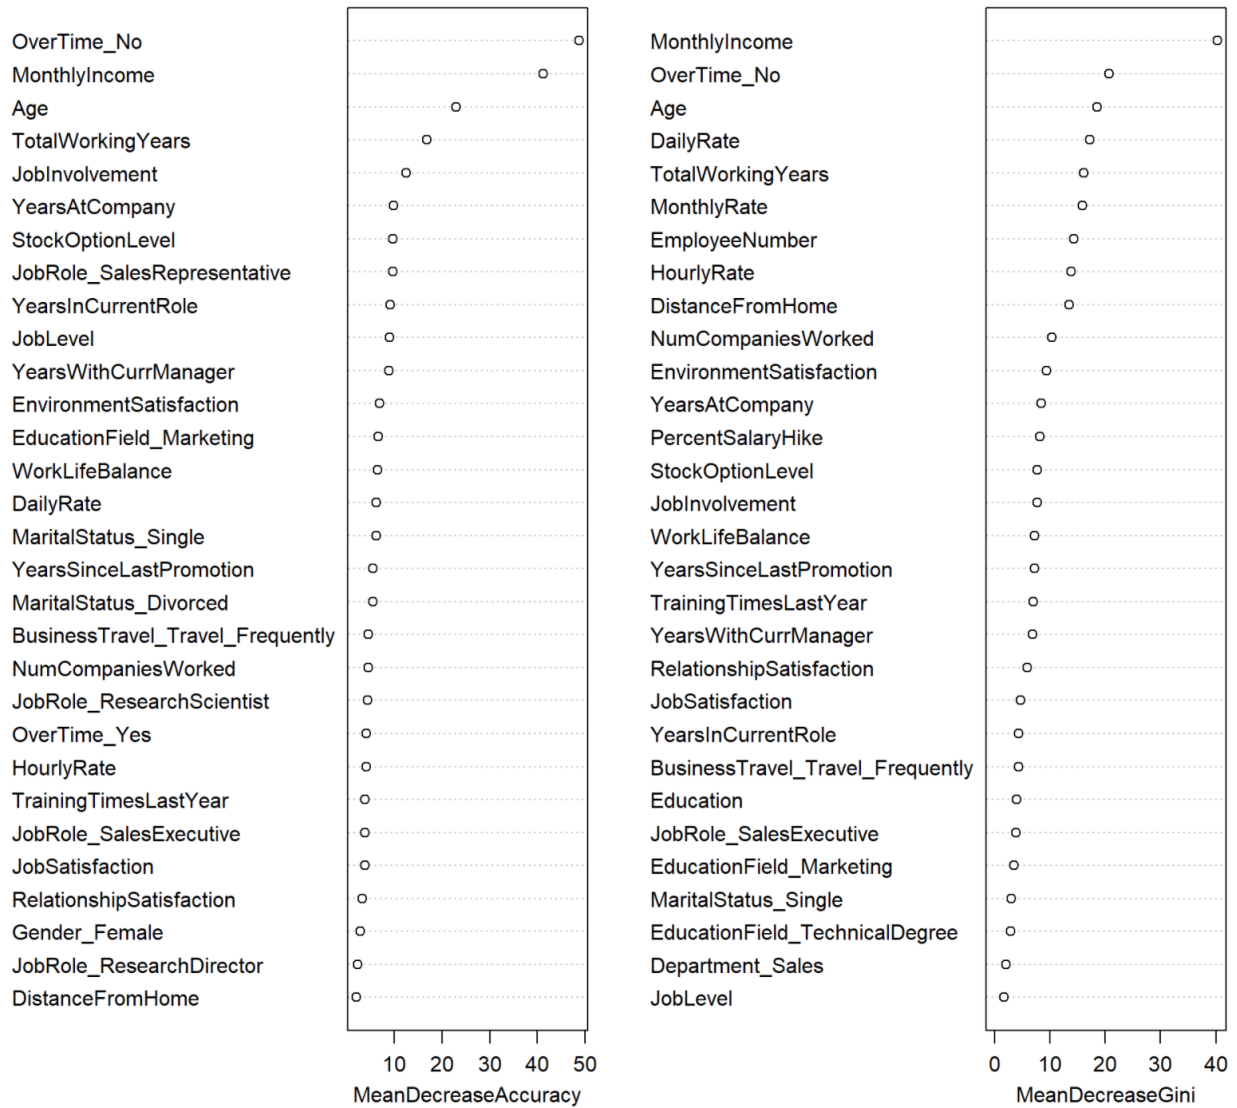 OverTime_No
MonthlyIncome
Age
TotalWorkingYears
JobInvolvement
YearsAtCompany
StockOptionLevel
JobRole_SalesRepresentative
YearsInCurrentRole
JobLevel
YearsWithCurrManager
EnvironmentSatisfaction
EducationField_Marketing
WorkLifeBalance
DailyRate
MaritalStatus_Single
YearsSinceLastPromotion
MaritalStatus_Divorced
BusinessTravel_Travel_Frequently
NumCompaniesWorked
JobRole_ResearchScientist
OverTime_Yes
HourlyRate
TrainingTimesLastYear
JobRole_SalesExecutive
JobSatisfaction
RelationshipSatisfaction
Gender_Female
JobRole_ResearchDirector
DistanceFromHome
10 20 30 40 50
MeanDecreaseAccuracy
MonthlyIncome
OverTime_No
Age
DailyRate
TotalWorkingYears
MonthlyRate
EmployeeNumber
HourlyRate
DistanceFromHome
NumCompaniesWorked
EnvironmentSatisfaction
YearsAtCompany
PercentSalaryHike
StockOptionLevel
JobInvolvement
WorkLifeBalance
YearsSinceLastPromotion
TrainingTimesLastYear
YearsWithCurrManager
RelationshipSatisfaction
JobSatisfaction
YearsInCurrentRole
BusinessTravel_Travel_Frequently
Education
JobRole_SalesExecutive
EducationField_Marketing
MaritalStatus_Single
EducationField_TechnicalDegree
Department_Sales
JobLevel
0 10 20 30 40
MeanDecreaseGini